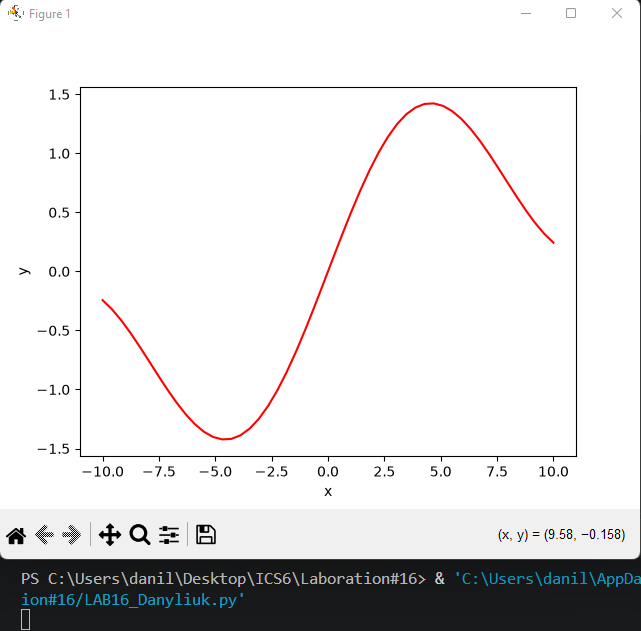 Figure 1
1.5
1.0
0.5
0.0
−0.5
−1.0
−1.5
y
−10.0 −7.5 −5.0 −2.5 0.0 2.5 5.0 7.5 10.0
x
(x, y) = (9.58, −0.158)
PS C:\Users\danil\Desktop\ICS6\Laboration#16> & 'C:\Users\danil\AppDa
ion#16/LAB16_Danyliuk.py'